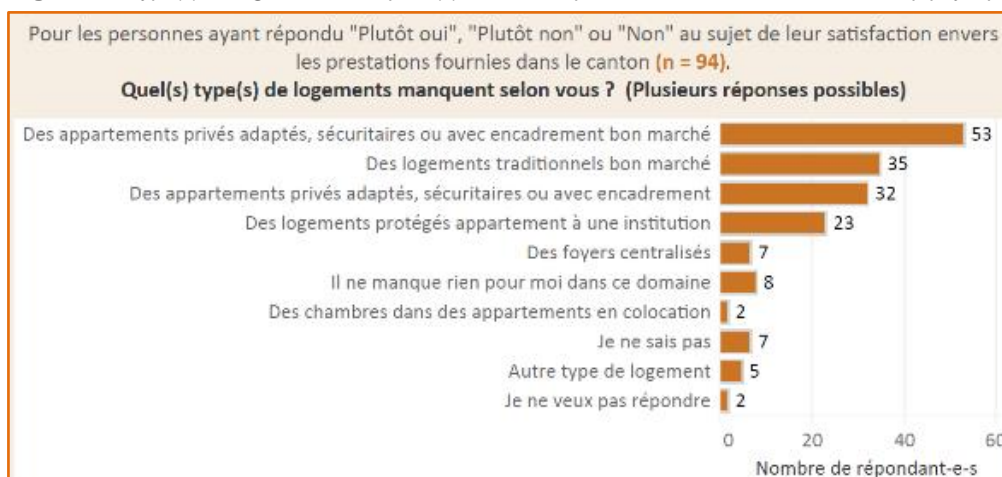 Pour les personnes ayant répondu "Plutôt oui", "Plutôt non" ou "Non" au sujet de leur satisfaction envers
les prestations fournies dans le canton (n = 94).
Quel(s) type(s) de logements manquent selon vous ? (Plusieurs réponses possibles)
Des appartements privés adaptés, sécuritaires ou avec encadrement bon marché 53
Des logements traditionnels bon marché 35
Des appartements privés adaptés, sécuritaires ou avec encadrement 32
Des logements protégés appartement à une institution 23
Des foyers centralisés 7
Il ne manque rien pour moi dans ce domaine 8
Des chambres dans des appartements en colocation 2
Je ne sais pas 7
Autre type de logement 5
Je ne veux pas répondre 2
0 20 40 60
Nombre de répondant-e-s